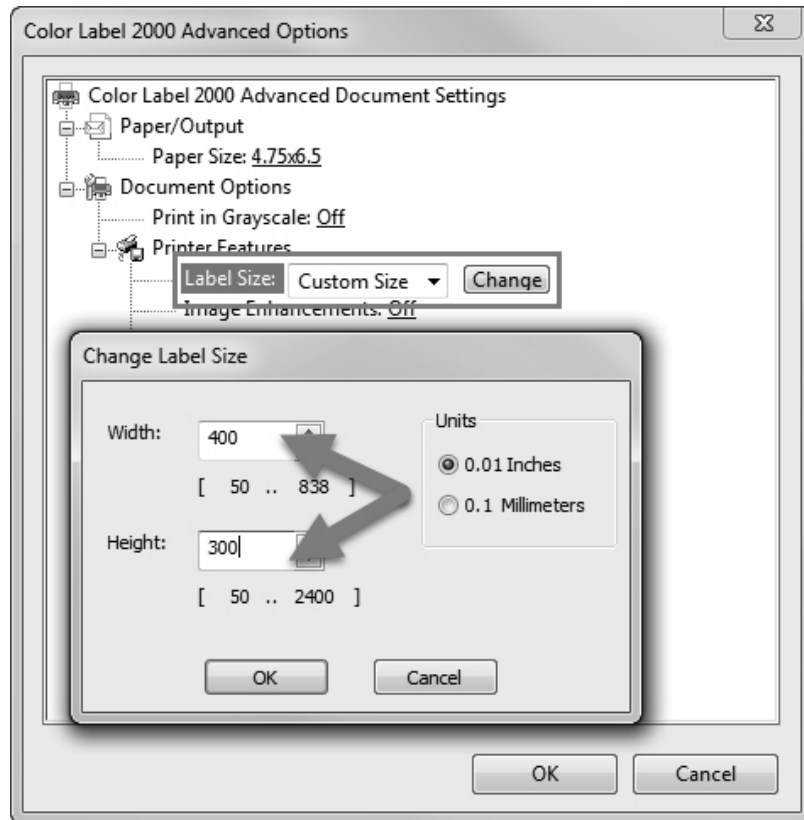 Color Label 2000 Advanced Options
Color Label 2000 Advanced Document Settings
Paper/Output
Paper Size: 4.75x6.5
Document Options
Print in Grayscale: Off
Printer Features
Label Size: Custom Size Change
Image Enhancements: Off
Change Label Size
Width: 400
[ 50 .. 838 ]
Height: 300
[ 50 .. 2400 ]
Units
0.01 Inches
0.1 Millimeters
OK Cancel
OK Cancel